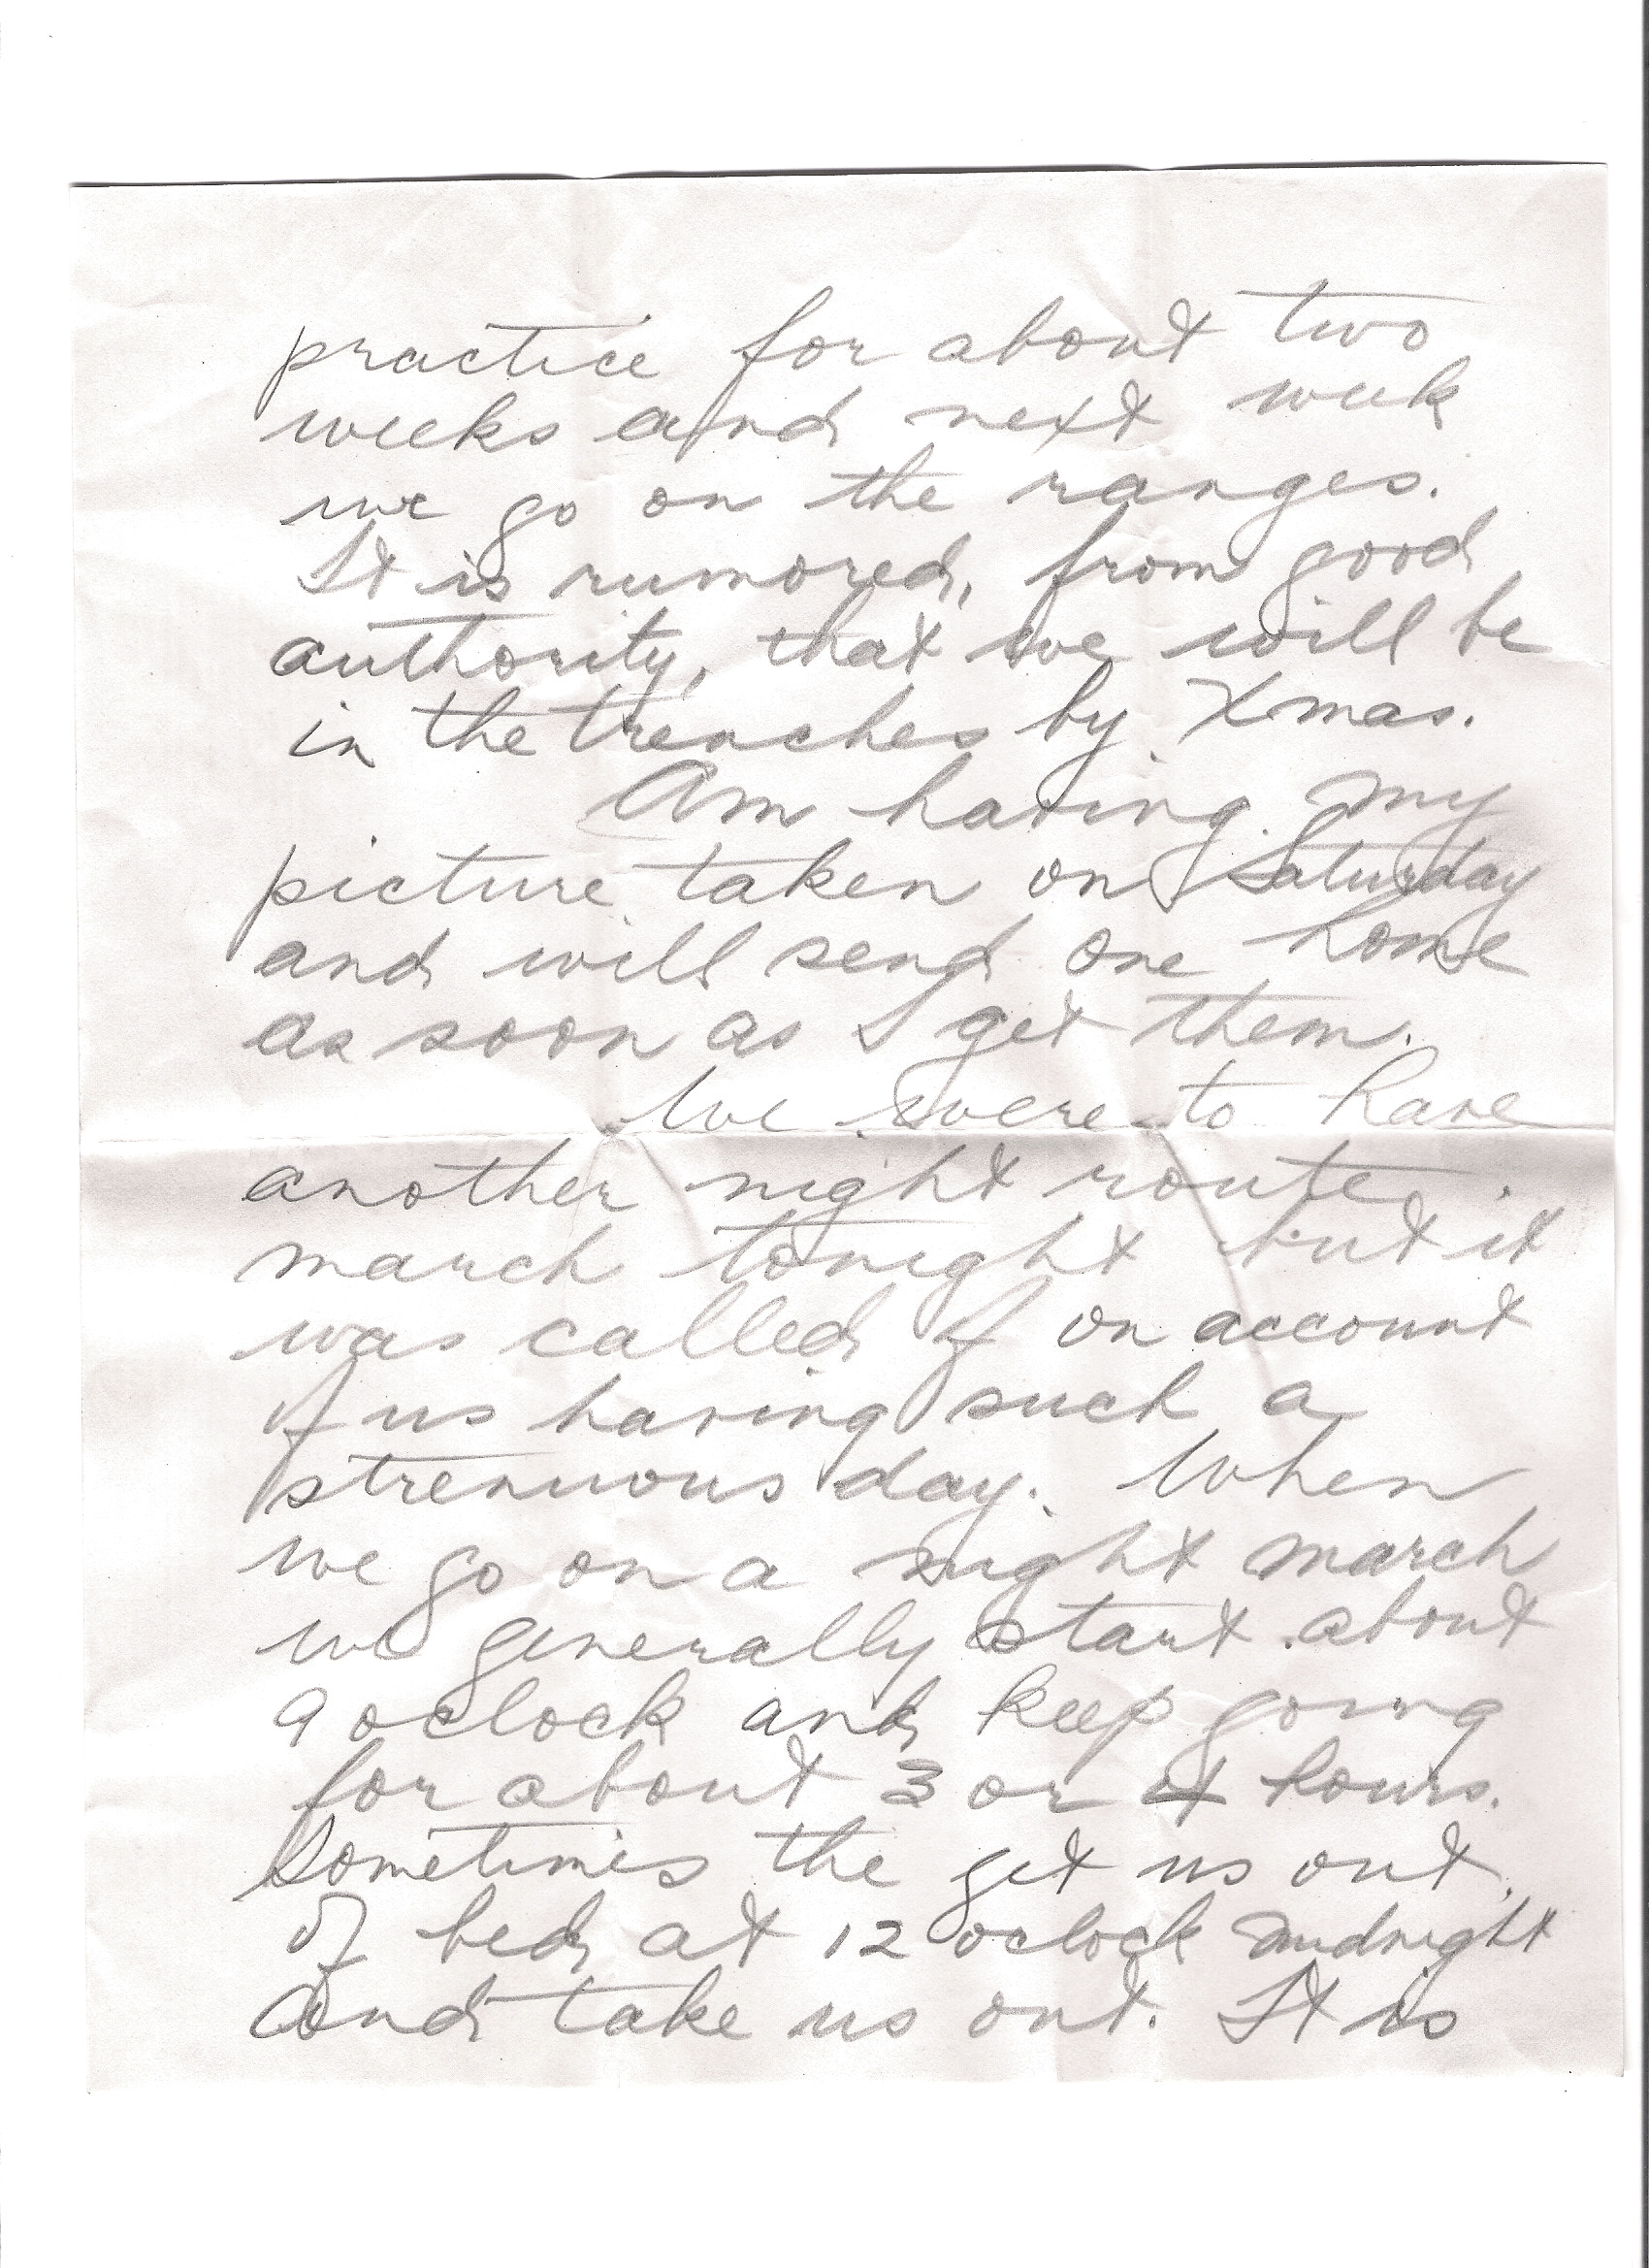 practice for about two
weeks and next week
we go on the ranges.
It is rumored, from good
authority, that we will be
in the trenches by Xmas.
Am having my
picture taken on Saturday
and will send one home
as soon as I get them.
We were to have
another night route
march tonight but it
was called of on account
of us having such a
strenuous day. When
we go on a night march
we generally start about
9 oclock and keep going
for about 3 or 4 hours.
Sometimes the get us out
of bed at 12 oclock midnight
and take us out. It is